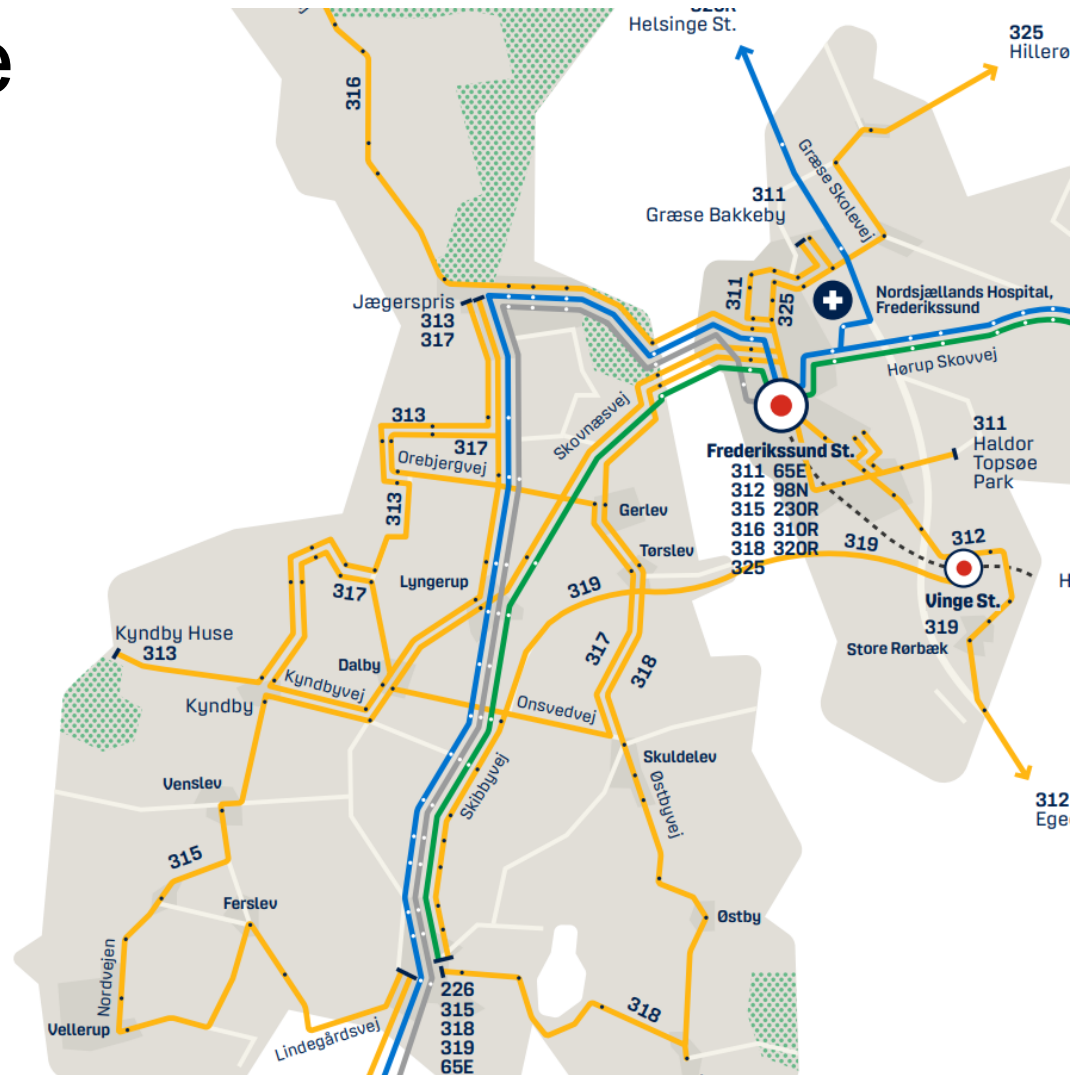 e
Helsinge St.
325
316
Græse Skolevej
311
Græse Bakkeby
Jægerspris
313
317
311
325
Nordsjællands Hospital,
Frederikssund
Hørup Skovvej
Skovnæsvej
313
317
Orebjergvej
313
Frederikssund St.
311 65E
312 98N
315 230R
316 310R
318 320R
325
311
Haldor
Topsøe
Park
Gerlev
Tørslev
319
312
Vinge St.
319
Store Rørbæk
Lyngerup
317
319
Kyndby Huse
313
Dalby
Kyndbyvej
Kyndby
317
318
Onsvedvej
Skuldelev
Østbyvej
Skibbyvej
Venslev
312
315
Ferslev
Østby
Nordvejen
Vellerup
Lindegårdsvej
226
315
318
319
65E
318